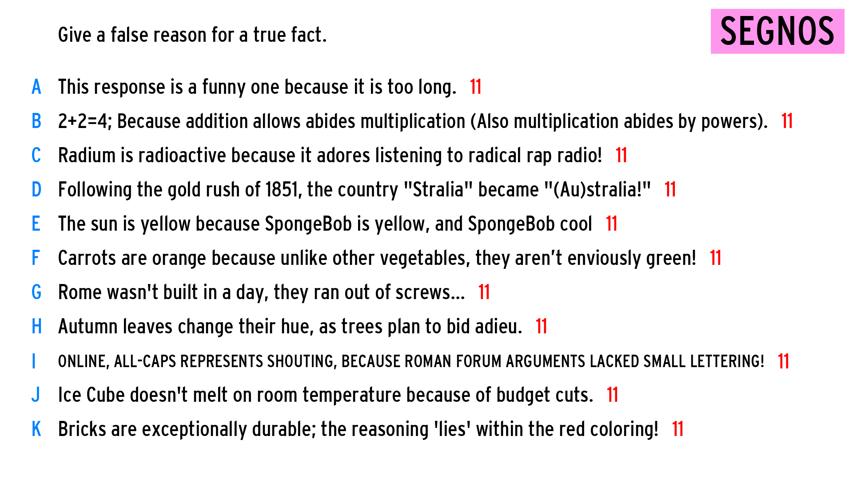 Give a false reason for a true fact.
SEGNOS
A This response is a funny one because it is too long. 11
B 2+2=4; Because addition allows abides multiplication (Also multiplication abides by powers). 11
C Radium is radioactive because it adores listening to radical rap radio! 11
D Following the gold rush of 1851, the country "Stralia" became "(Au)stralia!" 11
E The sun is yellow because SpongeBob is yellow, and SpongeBob cool 11
F Carrots are orange because unlike other vegetables, they aren’t enviously green! 11
G Rome wasn't built in a day, they ran out of screws... 11
H Autumn leaves change their hue, as trees plan to bid adieu. 11
I ONLINE, ALL-CAPS REPRESENTS SHOUTING, BECAUSE ROMAN FORUM ARGUMENTS LACKED SMALL LETTERING! 11
J Ice Cube doesn't melt on room temperature because of budget cuts. 11
K Bricks are exceptionally durable; the reasoning 'lies' within the red coloring! 11